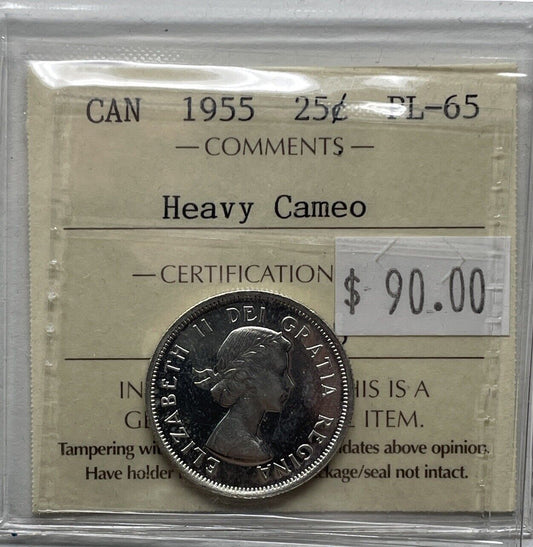 CAN 1955 25¢ PL-65
— COMMENTS —
Heavy Cameo
— CERTIFICATION
$ 90.00
ELIZABETH II DEI GRATIA REGINA
IN HIS IS A
GE ITEM.
Tampering wi dates above opinion.
Have holder kage/seal not intact.